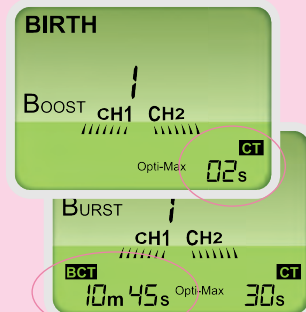 BIRTH
1
BOOST CH1 CH2
CT
Opti-Max 02s
BURST 1
CH1 CH2
BCT CT
10m 45s Opti-Max 30s